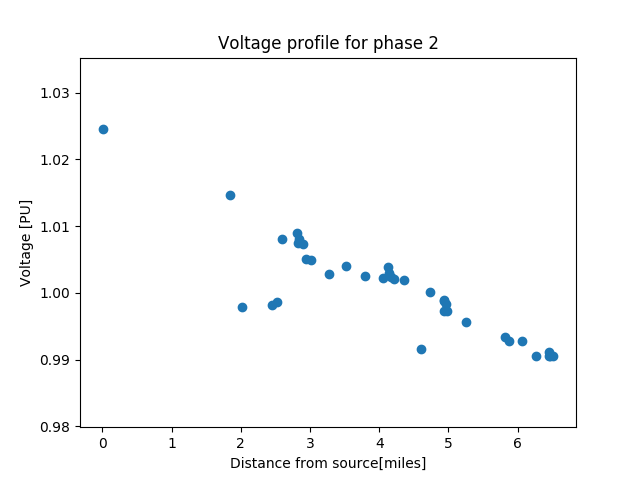 Voltage profile for phase 2
1.03
1.02
1.01
1.00
0.99
0.98
Voltage [PU]
0 1 2 3 4 5 6
Distance from source[miles]